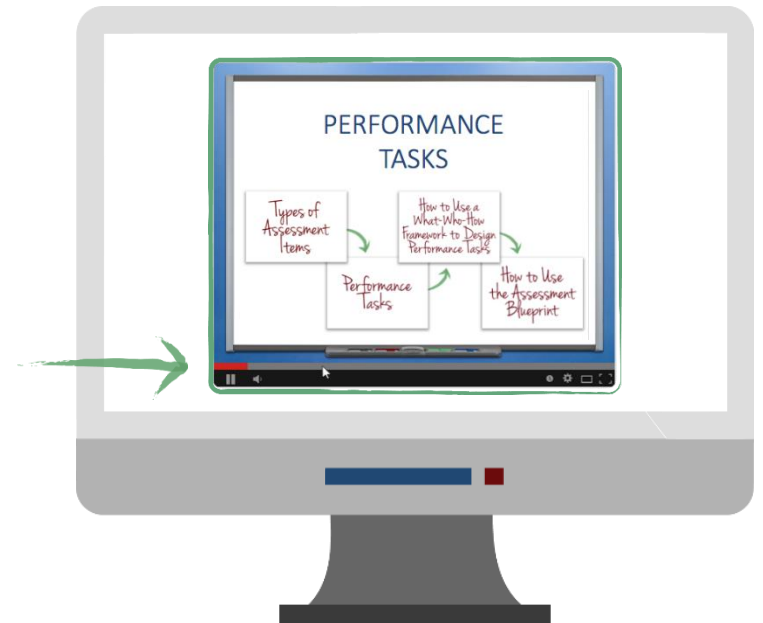 PERFORMANCE
TASKS
Types of
Assessment
Items
Performance
Tasks
How to Use a
What-Who-How
Framework to Design
Performance Tasks
How to Use
the Assessment
Blueprint